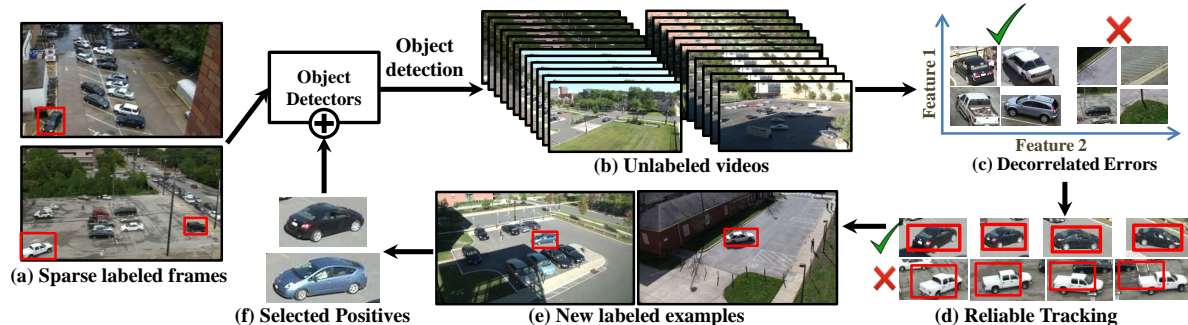 Object
Detectors
Object
detection
Feature 1
Feature 2
(a) Sparse labeled frames
(b) Unlabeled videos
(c) Decorrelated Errors
(d) Reliable Tracking
(e) New labeled examples
(f) Selected Positives